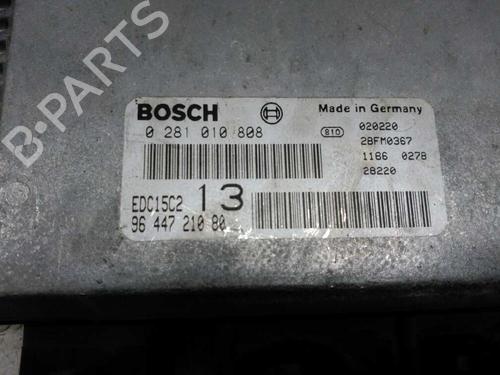 BOSCH
Made in Germany
0 281 010 808
810
020220
28FM0367
1186 0278
28220
EDC15C2
13
96 447 210 80
B-Parts